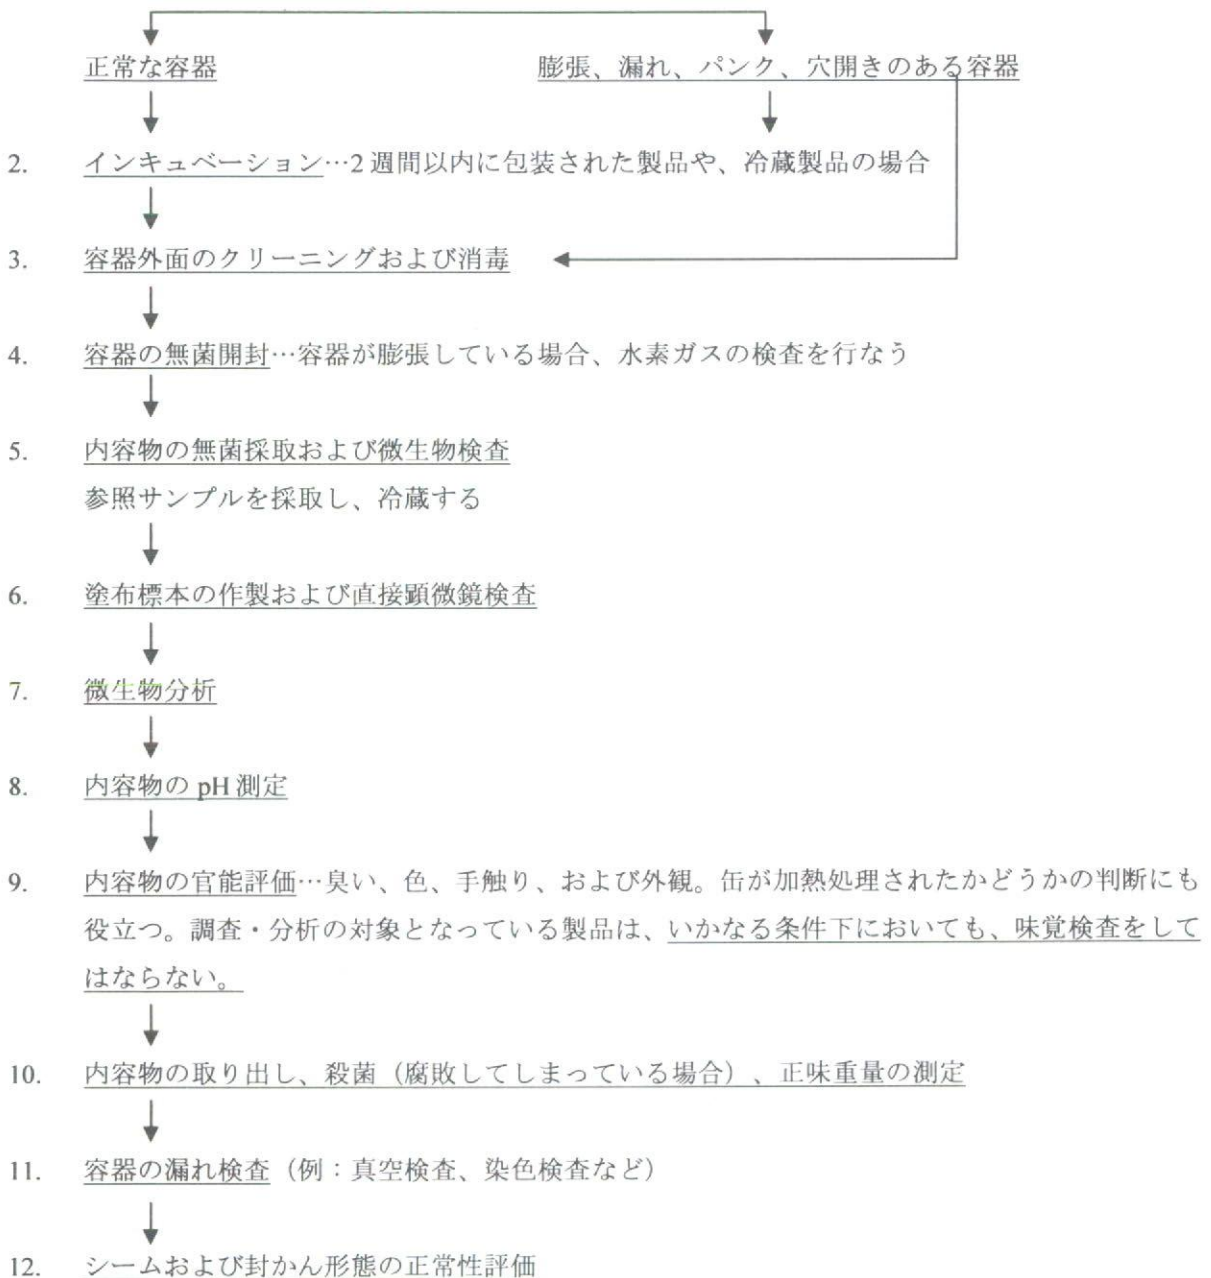 正常な容器 膨張、漏れ、パンク、穴開きのある容器
2. インキュベーション…2週間以内に包装された製品や、冷蔵製品の場合
3. 容器外面のクリーニングおよび消毒
4. 容器の無菌開封…容器が膨張している場合、水素ガスの検査を行なう
5. 内容物の無菌採取および微生物検査
参照サンプルを採取し、冷蔵する
6. 塗布標本の作製および直接顕微鏡検査
7. 微生物分析
8. 内容物の pH 測定
9. 内容物の官能評価…臭い、色、手触り、および外観。缶が加熱処理されたかどうかの判断にも
役立つ。調査・分析の対象となっている製品は、いかなる条件下においても、味覚検査をして
はならない。
10. 内容物の取り出し、殺菌（腐敗してしまっている場合）、正味重量の測定
11. 容器の漏れ検査（例：真空検査、染色検査など）
12. シームおよび封かん形態の正常性評価